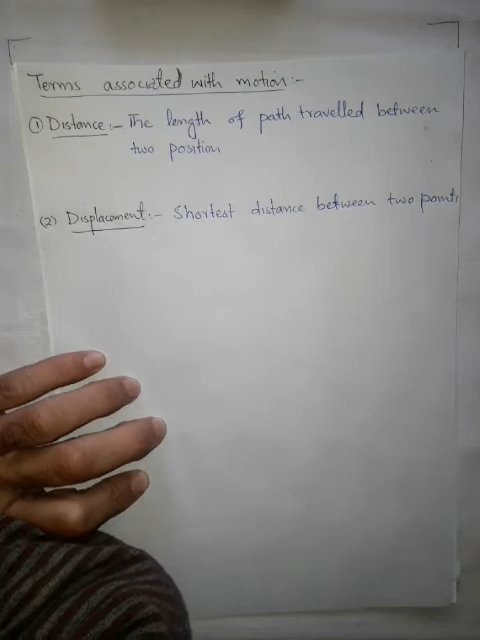 Terms associated with motion :-
① Distance :- The length of path travelled between
two position
(2) Displacement :- Shortest distance between two points